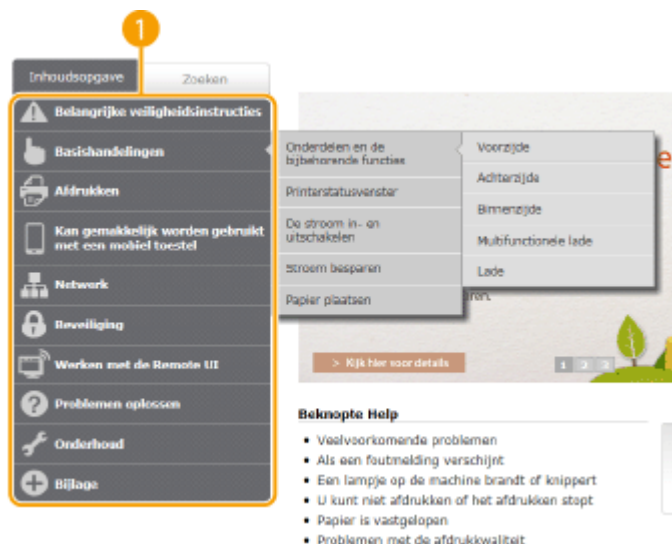 1
Inhoudsopgave
Zoeken
Belangrijke veiligheidsinstructies
Basishandelingen
Afdrukken
Kan gemakkelijk worden gebruikt
met een mobiel toestel
Netwerk
Beveiliging
Werken met de Remote UI
Problemen oplossen
Onderhoud
Bijlage
Onderdelen en de
bijbehorende functies
Printerstatusvenster
De stroom in- en
uitschakelen
Stroom besparen
Papier plaatsen
Voorzijde
Achterzijde
Binnenzijde
Multifunctionele lade
Lade
e
ren.
> Kijk hier voor details
1 2 3
Beknopte Help
• Veelvoorkomende problemen
• Als een foutmelding verschijnt
• Een lampje op de machine brandt of knippert
• U kunt niet afdrukken of het afdrukken stopt
• Papier is vastgelopen
• Problemen met de afdrukkwaliteit